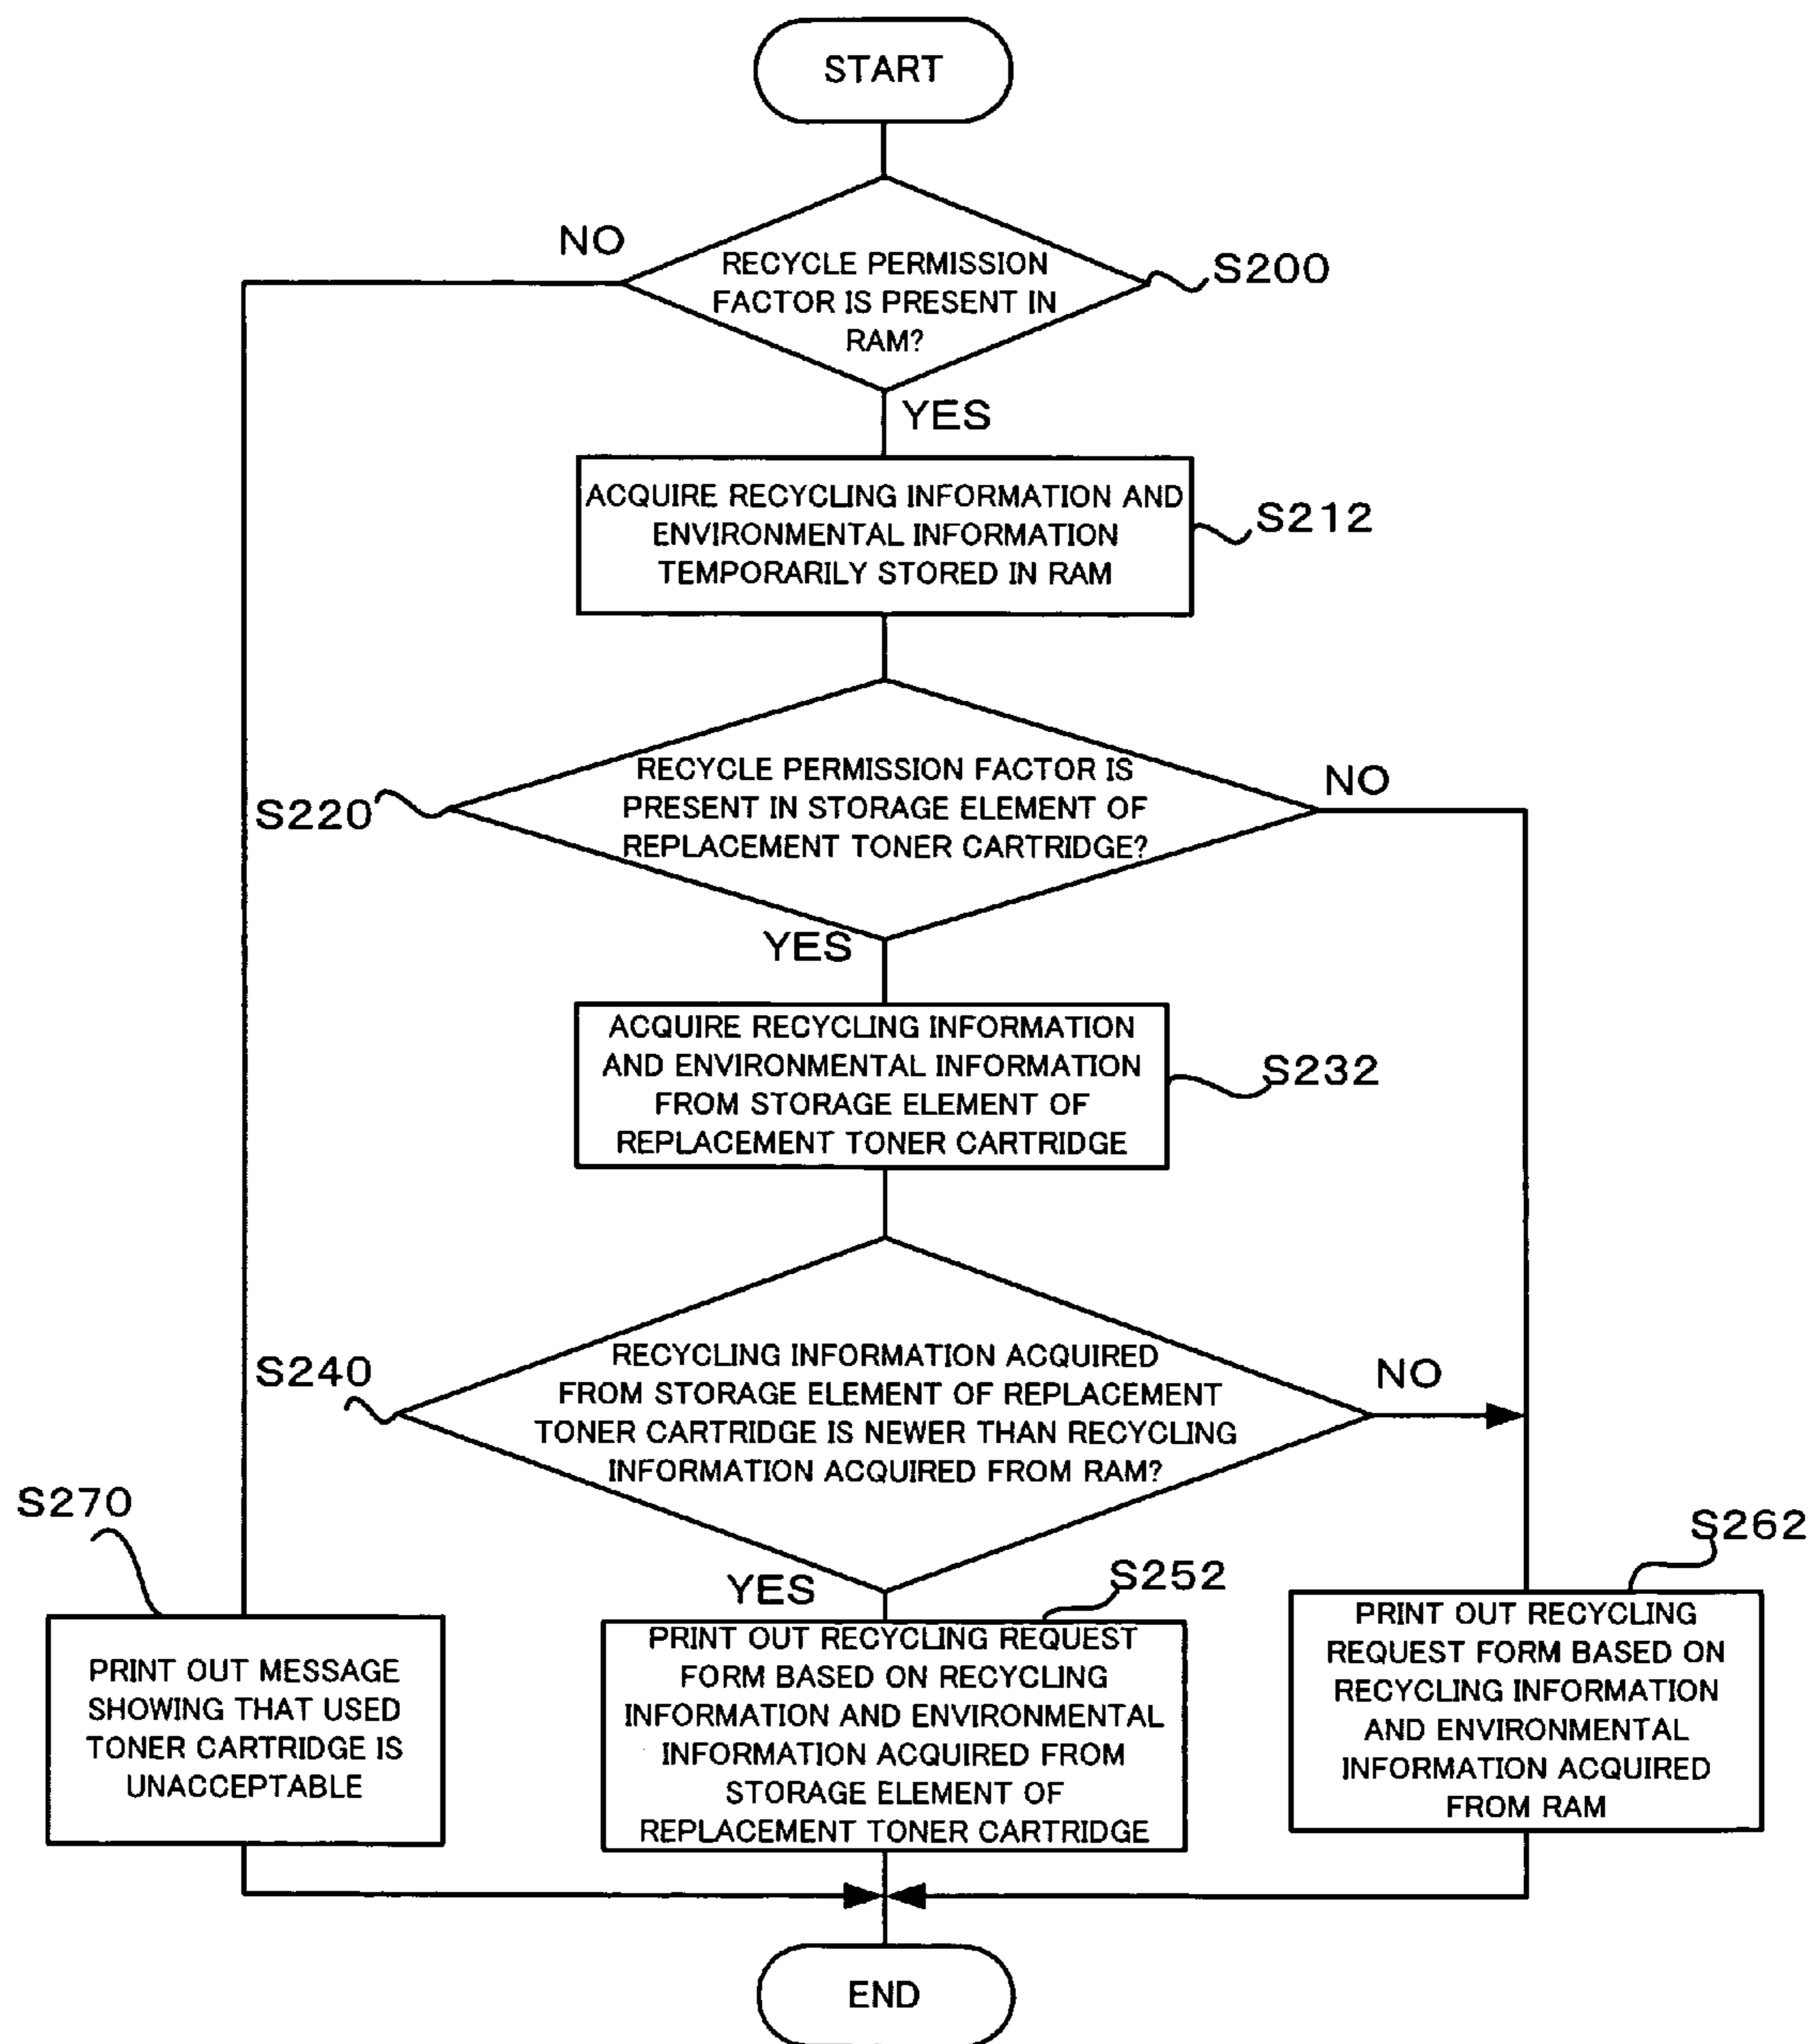 START
NO
RECYCLE PERMISSION
FACTOR IS PRESENT IN
RAM?
S200
YES
ACQUIRE RECYCLING INFORMATION AND
ENVIRONMENTAL INFORMATION
TEMPORARILY STORED IN RAM
S212
RECYCLE PERMISSION FACTOR IS
PRESENT IN STORAGE ELEMENT OF
REPLACEMENT TONER CARTRIDGE?
S220
NO
YES
ACQUIRE RECYCLING INFORMATION
AND ENVIRONMENTAL INFORMATION
FROM STORAGE ELEMENT OF
REPLACEMENT TONER CARTRIDGE
S232
RECYCLING INFORMATION ACQUIRED
FROM STORAGE ELEMENT OF REPLACEMENT
TONER CARTRIDGE IS NEWER THAN RECYCLING
INFORMATION ACQUIRED FROM RAM?
S240
NO
YES
S270
PRINT OUT MESSAGE
SHOWING THAT USED
TONER CARTRIDGE IS
UNACCEPTABLE
S252
PRINT OUT RECYCLING REQUEST
FORM BASED ON RECYCLING
INFORMATION AND ENVIRONMENTAL
INFORMATION ACQUIRED FROM
STORAGE ELEMENT OF
REPLACEMENT TONER CARTRIDGE
S262
PRINT OUT RECYCLING
REQUEST FORM BASED ON
RECYCLING INFORMATION
AND ENVIRONMENTAL
INFORMATION ACQUIRED
FROM RAM
END